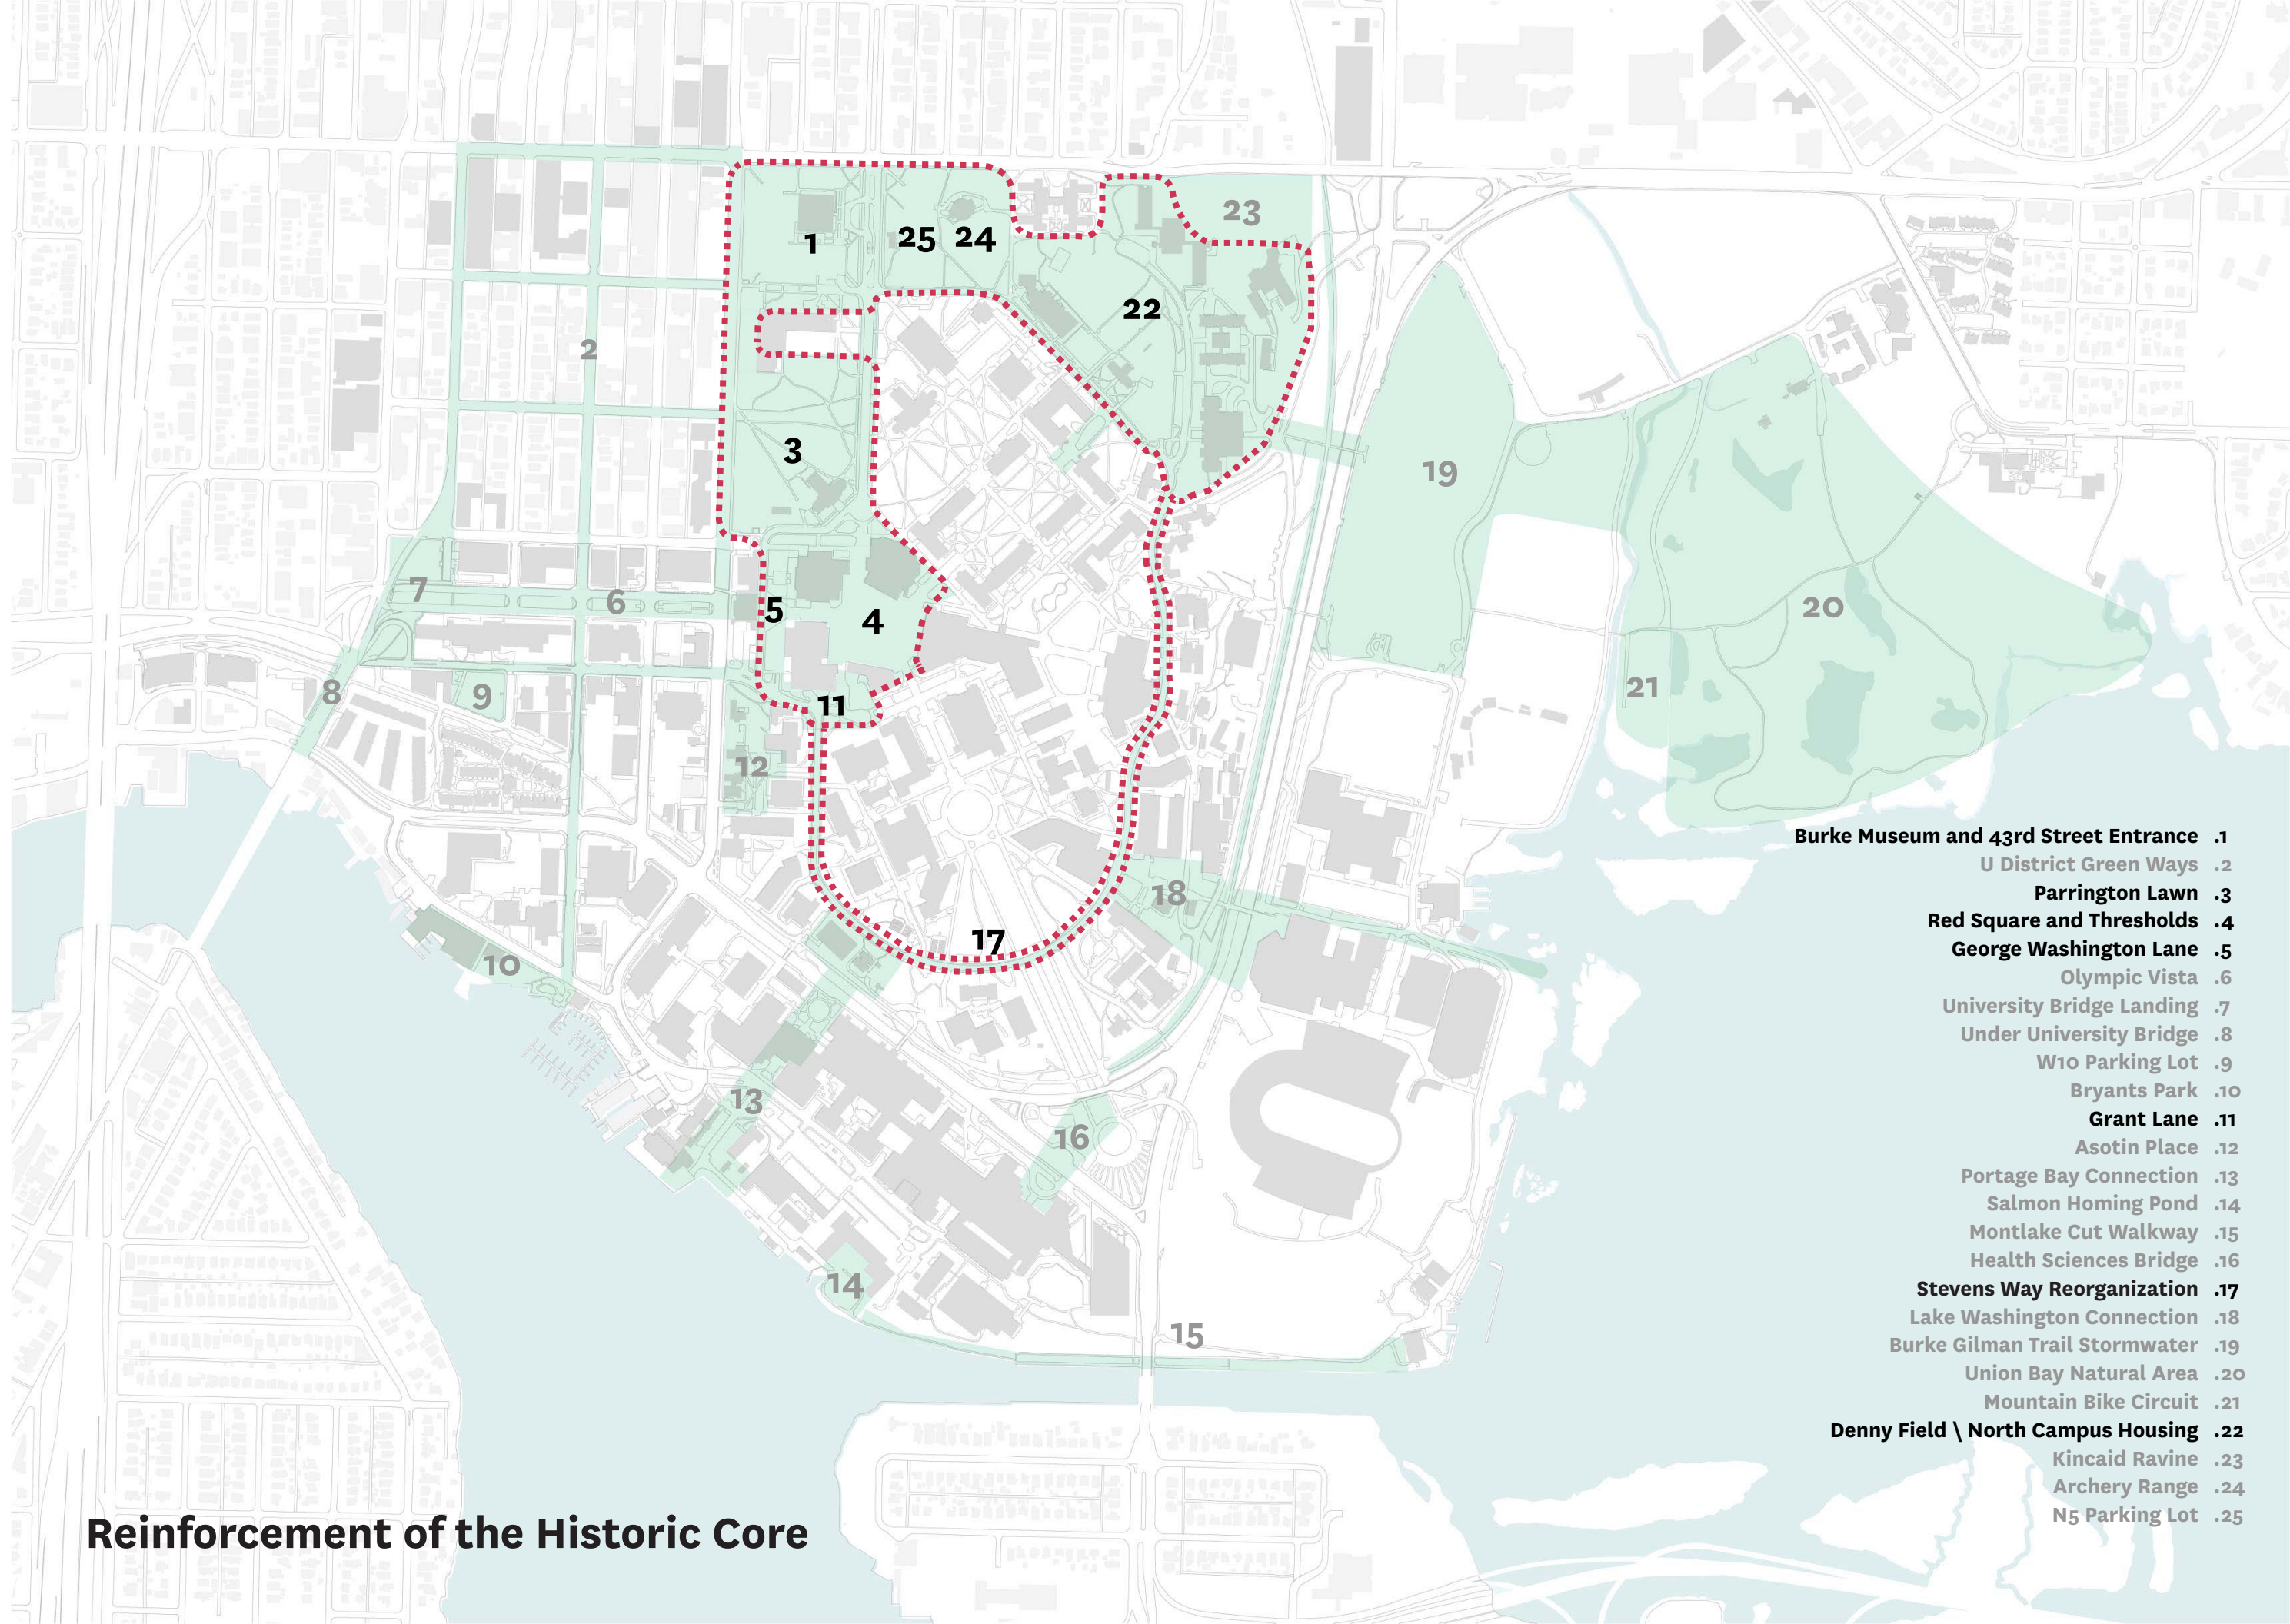 23
1
25 24
22
2
3
19
7
6
5
4
20
8
9
11
21
12
Burke Museum and 43rd Street Entrance .1
U District Green Ways .2
Parrington Lawn .3
Red Square and Thresholds .4
George Washington Lane .5
Olympic Vista .6
University Bridge Landing .7
Under University Bridge .8
W10 Parking Lot .9
Bryants Park .10
Grant Lane .11
Asotin Place .12
Portage Bay Connection .13
Salmon Homing Pond .14
Montlake Cut Walkway .15
Health Sciences Bridge .16
Stevens Way Reorganization .17
Lake Washington Connection .18
Burke Gilman Trail Stormwater .19
Union Bay Natural Area .20
Mountain Bike Circuit .21
Denny Field \ North Campus Housing .22
Kincaid Ravine .23
Archery Range .24
N5 Parking Lot .25
18
17
10
13
16
14
15
Reinforcement of the Historic Core